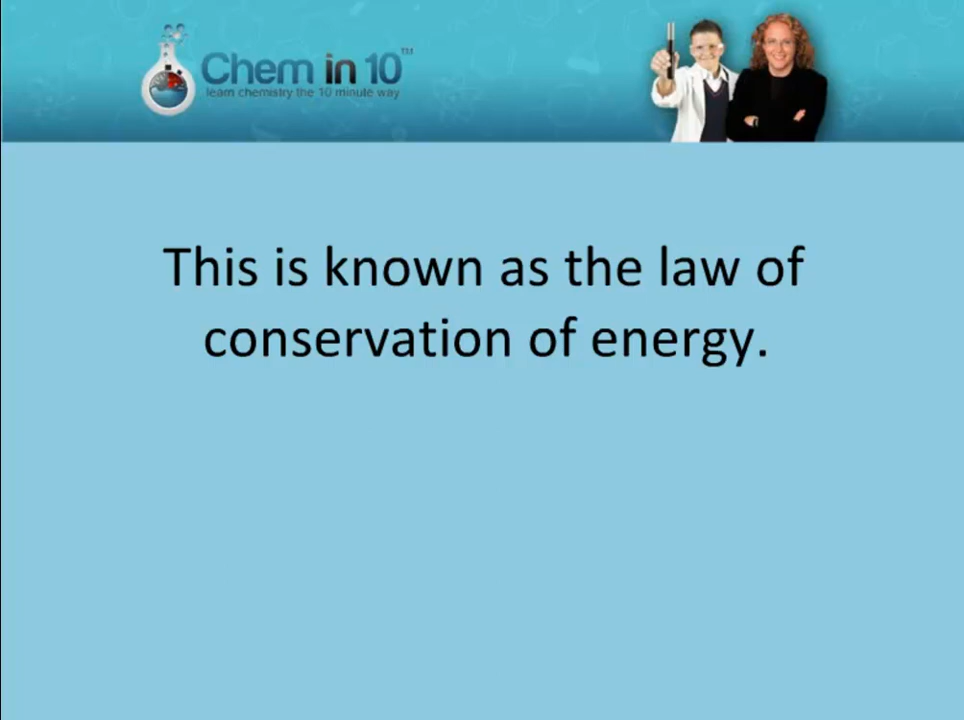 Chem in 10™
learn chemistry the 10 minute way
This is known as the law of
conservation of energy.